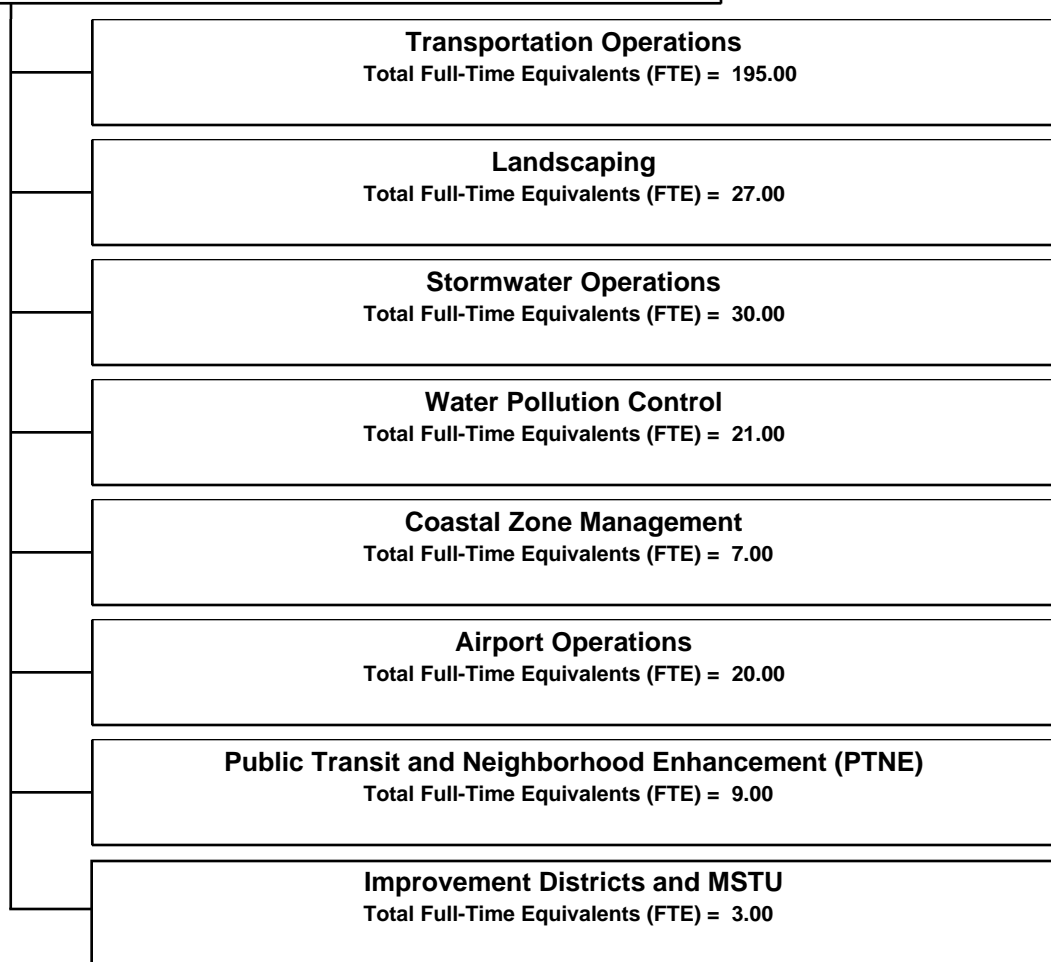 Transportation Operations
Total Full-Time Equivalents (FTE) = 195.00
Landscaping
Total Full-Time Equivalents (FTE) = 27.00
Stormwater Operations
Total Full-Time Equivalents (FTE) = 30.00
Water Pollution Control
Total Full-Time Equivalents (FTE) = 21.00
Coastal Zone Management
Total Full-Time Equivalents (FTE) = 7.00
Airport Operations
Total Full-Time Equivalents (FTE) = 20.00
Public Transit and Neighborhood Enhancement (PTNE)
Total Full-Time Equivalents (FTE) = 9.00
Improvement Districts and MSTU
Total Full-Time Equivalents (FTE) = 3.00